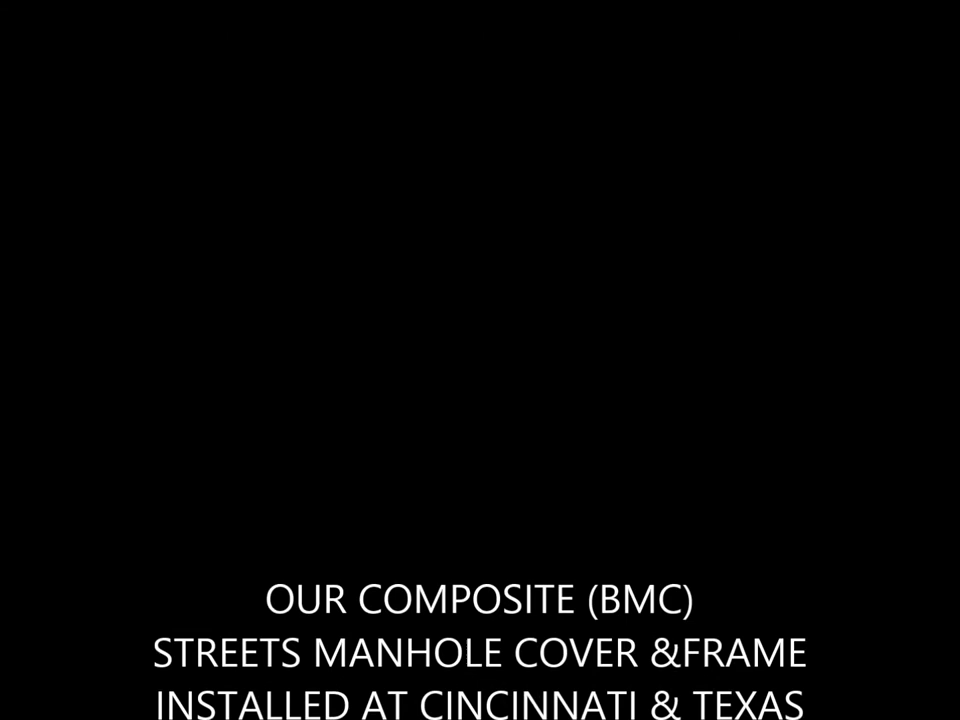 OUR COMPOSITE (BMC)
STREETS MANHOLE COVER &FRAME
INSTALLED AT CINCINNATI & TEXAS